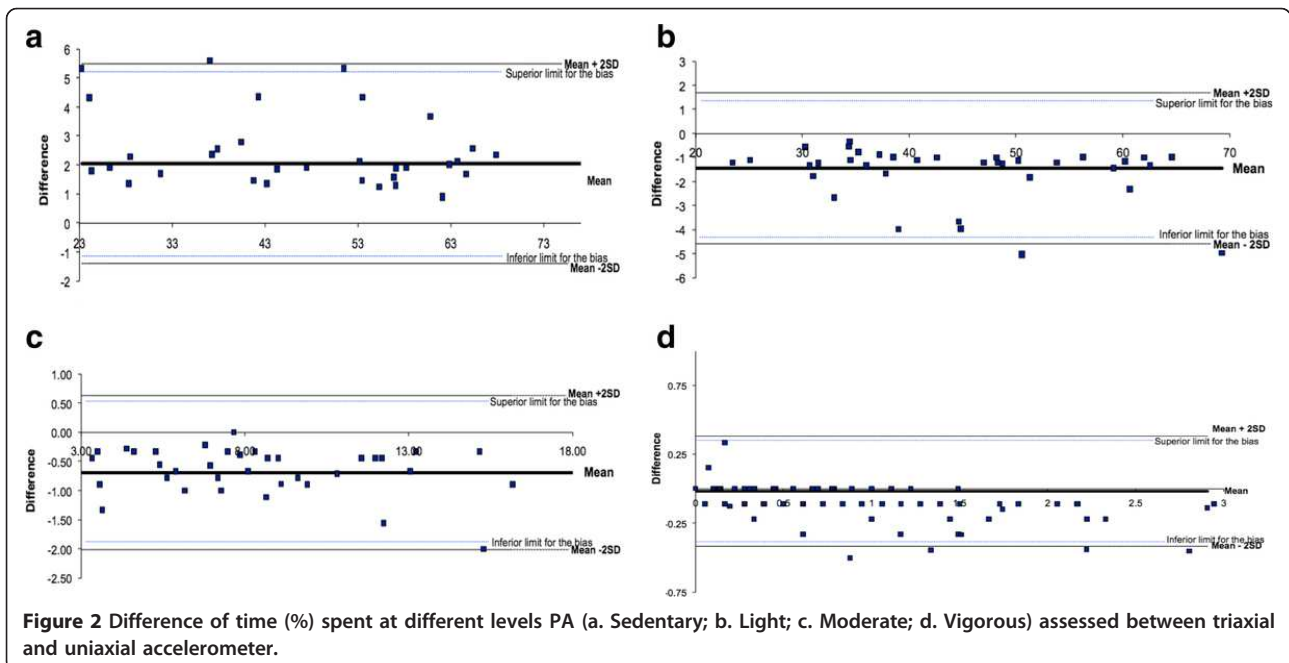 a
6
Mean + 2SD
5
Superior limit for the bias
4
3
2
Mean
1
0
23 33 43 53 63 73
-1
Inferior limit for the bias
Mean -2SD
-2
Difference
b
3
2
Mean +2SD
Superior limit for the bias
1
0
20 30 40 50 60 70
-1
Mean
-2
-3
-4
Inferior limit for the bias
Mean - 2SD
-5
-6
Difference
c
1.00
Mean +2SD
0.50
Superior limit for the bias
0.00
3.00 8.00 13.00 18.00
-0.50
Mean
-1.00
-1.50
Inferior limit for the bias
-2.00
Mean -2SD
-2.50
Difference
d
0.75
Mean + 2SD
Superior limit for the bias
0.25
Mean
0 0.5 1 1.5 2 2.5 3
-0.25
Inferior limit for the bias
Mean - 2SD
-0.75
Difference
Figure 2 Difference of time (%) spent at different levels PA (a. Sedentary; b. Light; c. Moderate; d. Vigorous) assessed between triaxial
and uniaxial accelerometer.